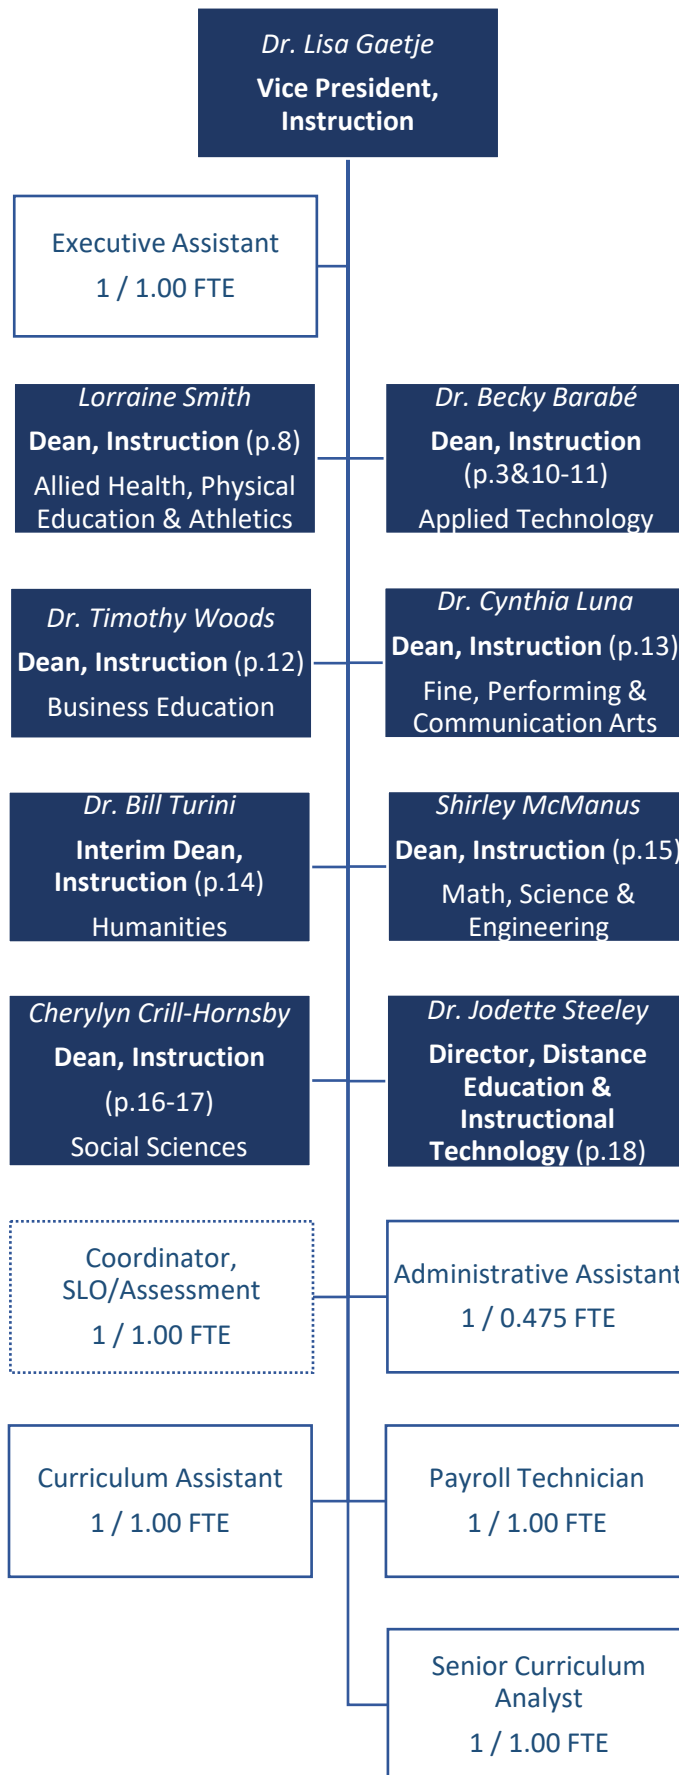 Dr. Lisa Gaetje
Vice President,
Instruction
Executive Assistant
1 / 1.00 FTE
Lorraine Smith
Dean, Instruction (p.8)
Allied Health, Physical
Education & Athletics
Dr. Becky Barabé
Dean, Instruction
(p.3&10-11)
Applied Technology
Dr. Timothy Woods
Dean, Instruction (p.12)
Business Education
Dr. Cynthia Luna
Dean, Instruction (p.13)
Fine, Performing &
Communication Arts
Dr. Bill Turini
Interim Dean,
Instruction (p.14)
Humanities
Shirley McManus
Dean, Instruction (p.15)
Math, Science &
Engineering
Cherylyn Crill-Hornsby
Dean, Instruction
(p.16-17)
Social Sciences
Dr. Jodette Steeley
Director, Distance
Education &
Instructional
Technology (p.18)
Coordinator,
SLO/Assessment
1 / 1.00 FTE
Administrative Assistant
1 / 0.475 FTE
Curriculum Assistant
1 / 1.00 FTE
Payroll Technician
1 / 1.00 FTE
Senior Curriculum
Analyst
1 / 1.00 FTE